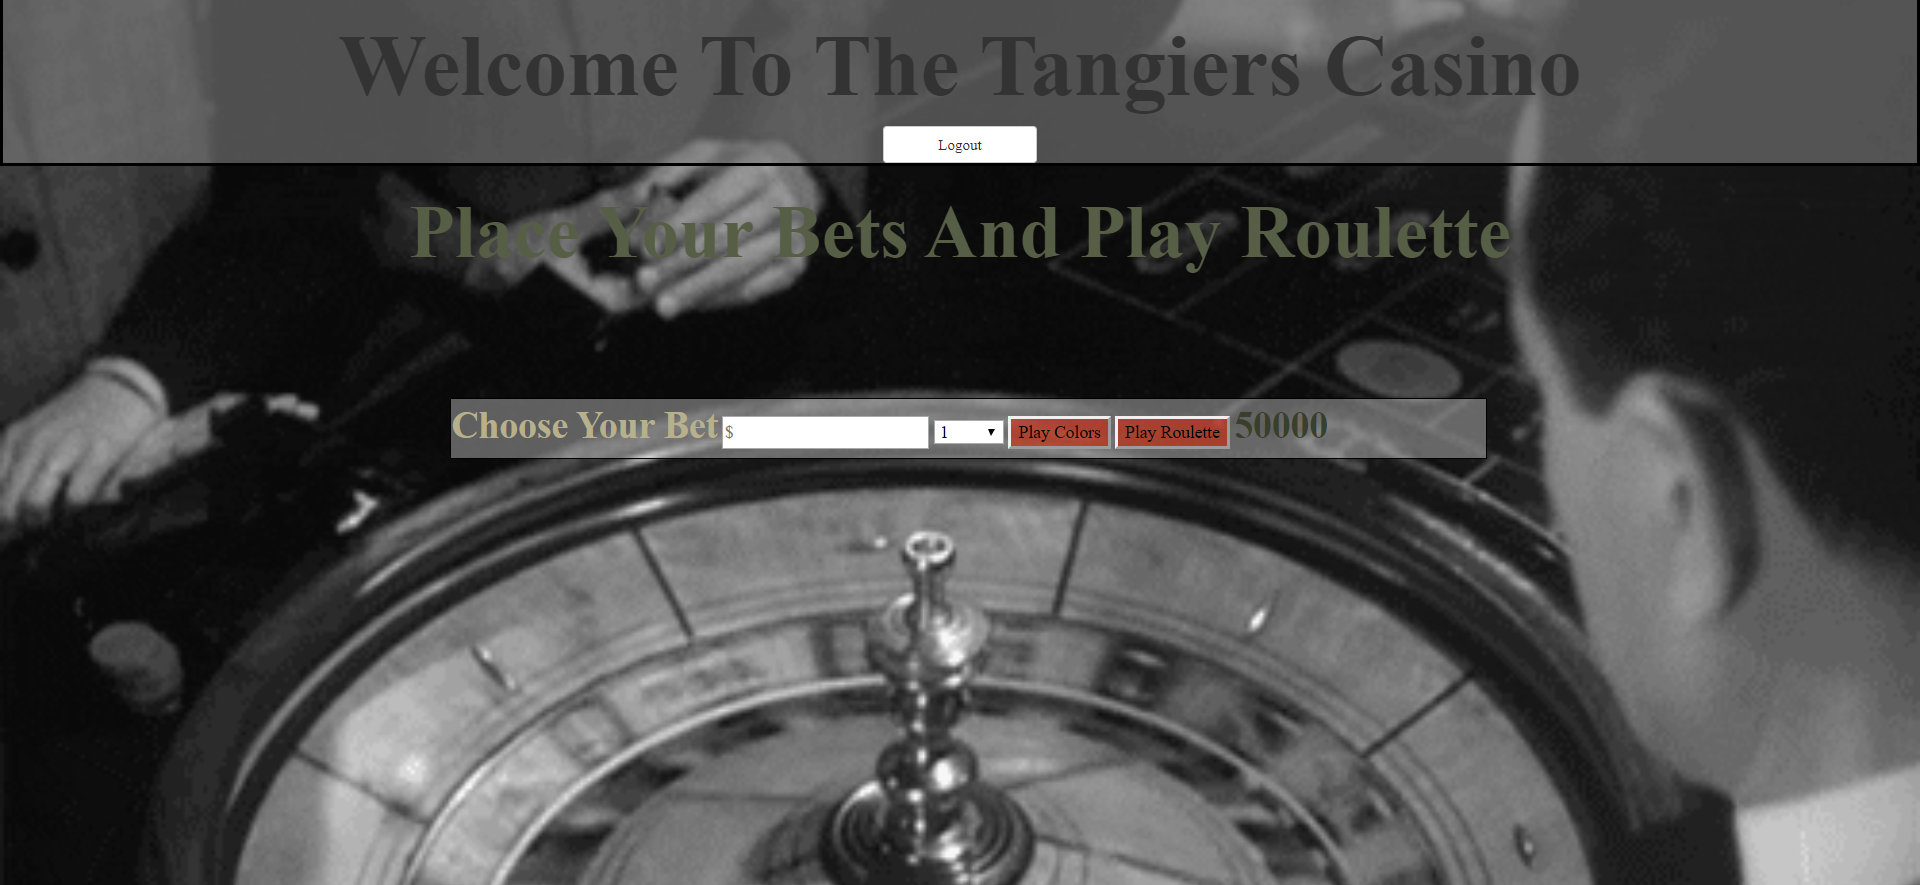 Welcome To The Tangiers Casino
Logout
Place Your Bets And Play Roulette
Choose Your Bet $ 1 Play Colors Play Roulette 50000